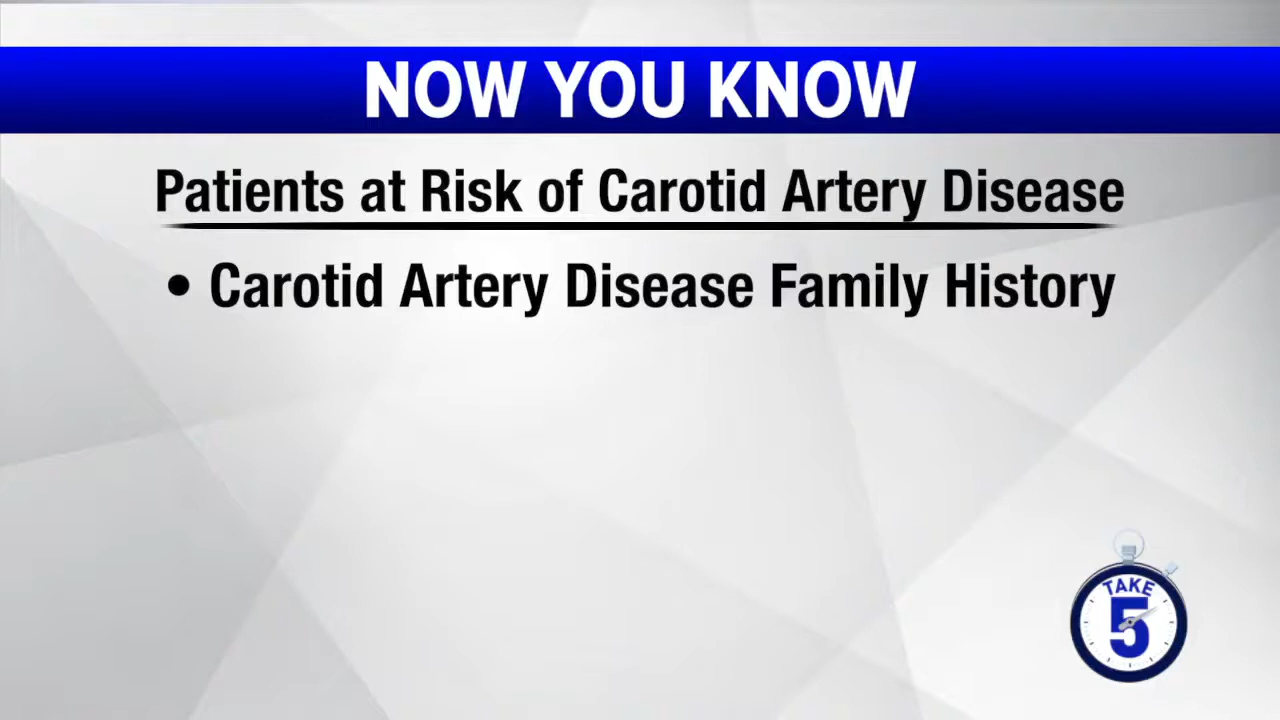 NOW YOU KNOW
Patients at Risk of Carotid Artery Disease
• Carotid Artery Disease Family History
TAKE
5